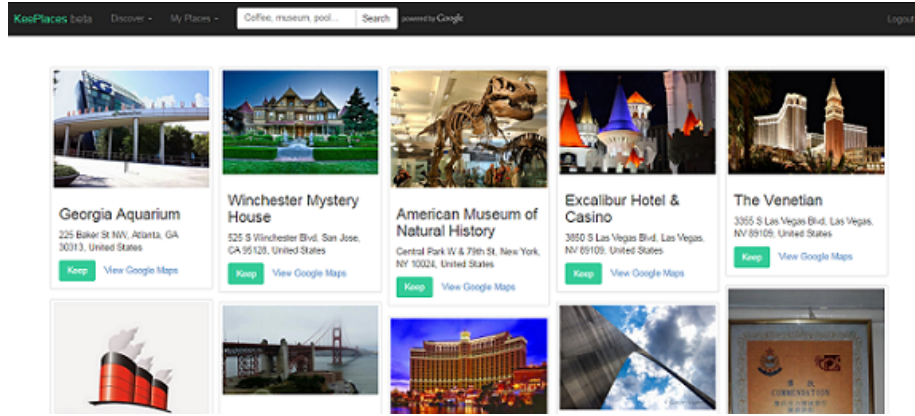 KeePlaces beta Discover My Places Coffee, museum, pool... Search powered by Google Logout
Georgia Aquarium
225 Baker St NW, Atlanta, GA
30313, United States
Keep View Google Maps
Winchester Mystery
House
525 S Winchester Blvd, San Jose,
CA 95128, United States
Keep View Google Maps
American Museum of
Natural History
Central Park W & 79th St, New York,
NY 10024, United States
Keep View Google Maps
Excalibur Hotel &
Casino
3850 S Las Vegas Blvd, Las Vegas,
NV 89109, United States
Keep View Google Maps
The Venetian
3355 S Las Vegas Blvd, Las Vegas,
NV 89109, United States
Keep View Google Maps
COMMENDATION